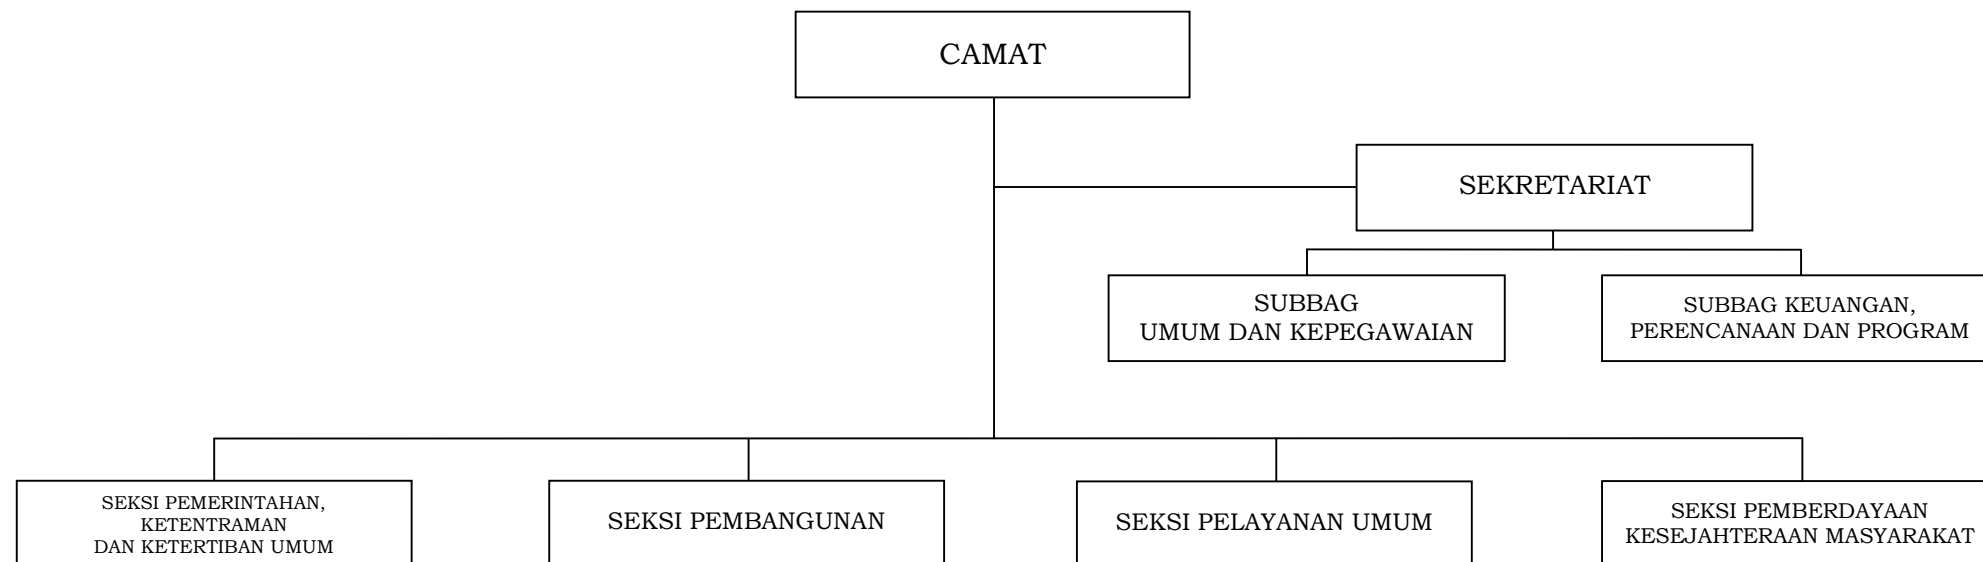 CAMAT
SEKRETARIAT
SUBBAG
UMUM DAN KEPEGAWAIAN
SUBBAG KEUANGAN,
PERENCANAAN DAN PROGRAM
SEKSI PEMERINTAHAN,
KETENTRAMAN
DAN KETERTIBAN UMUM
SEKSI PEMBANGUNAN
SEKSI PELAYANAN UMUM
SEKSI PEMBERDAYAAN
KESEJAHTERAAN MASYARAKAT